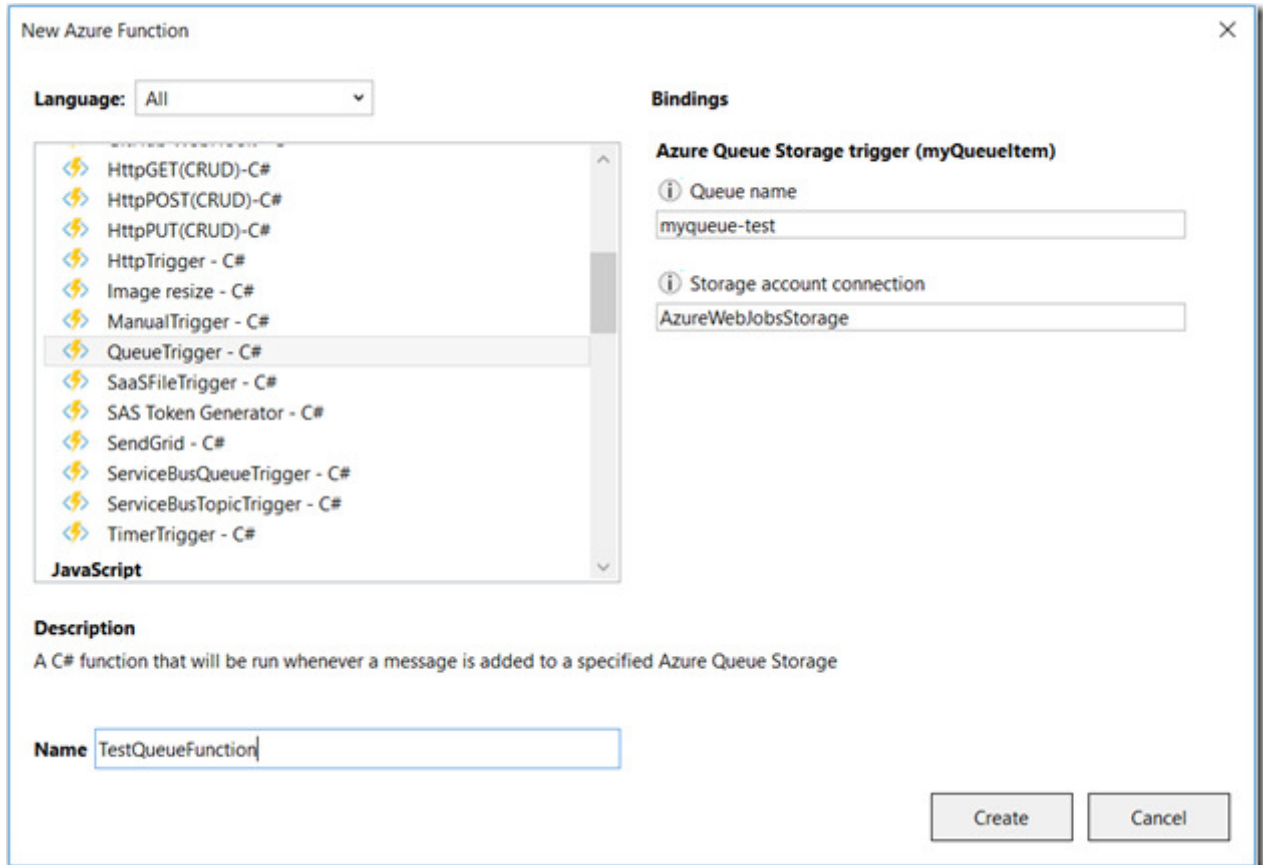 New Azure Function
Language: All
HttpGET(CRUD)-C#
HttpPOST(CRUD)-C#
HttpPUT(CRUD)-C#
HttpTrigger - C#
Image resize - C#
ManualTrigger - C#
QueueTrigger - C#
SaaSFileTrigger - C#
SAS Token Generator - C#
SendGrid - C#
ServiceBusQueueTrigger - C#
ServiceBusTopicTrigger - C#
TimerTrigger - C#
JavaScript
Bindings
Azure Queue Storage trigger (myQueueItem)
Queue name
myqueue-test
Storage account connection
AzureWebJobsStorage
Description
A C# function that will be run whenever a message is added to a specified Azure Queue Storage
Name TestQueueFunction
Create Cancel